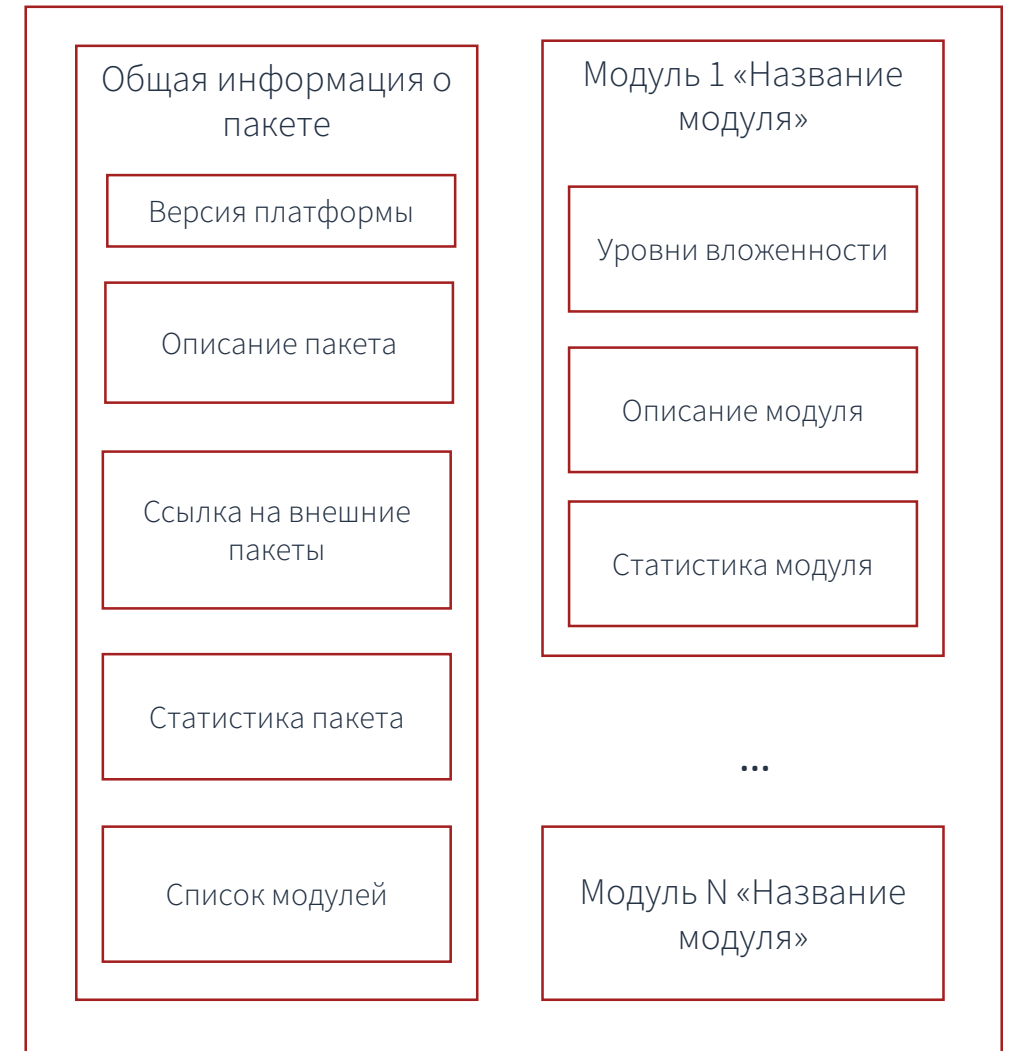 Общая информация о
пакете
Версия платформы
Описание пакета
Ссылка на внешние
пакеты
Статистика пакета
Список модулей
Модуль 1 «Название
модуля»
Уровни вложенности
Описание модуля
Статистика модуля
...
Модуль N «Название
модуля»